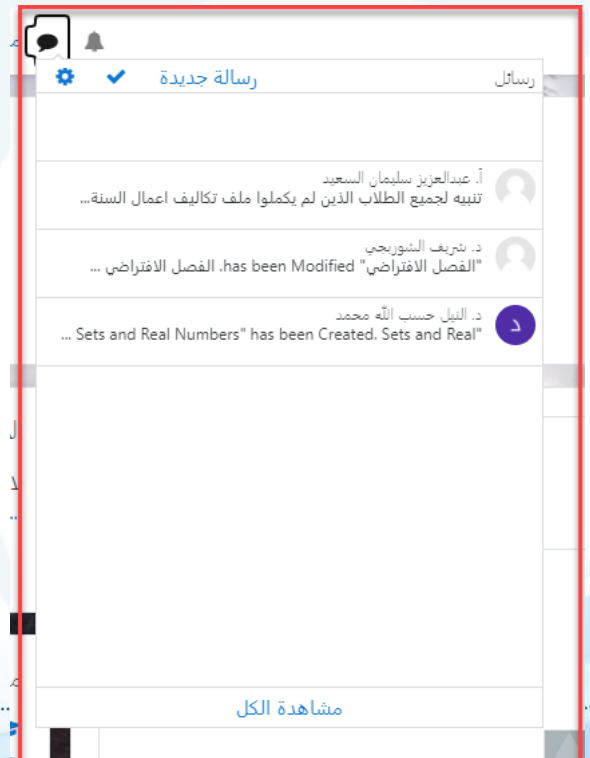 رسائل رسالة جديدة
أ. عبدالعزيز سليمان السعيد
تنبيه لجميع الطلاب الذين لم يكملوا ملف تكاليف اعمال السنة...
د. شريف الشوربجي
"الفصل الافتراضي" has been Modified. الفصل الافتراضي ...
د. النيل حسب الله محمد
د
"Sets and Real Numbers" has been Created. Sets and Real ...
مشاهدة الكل